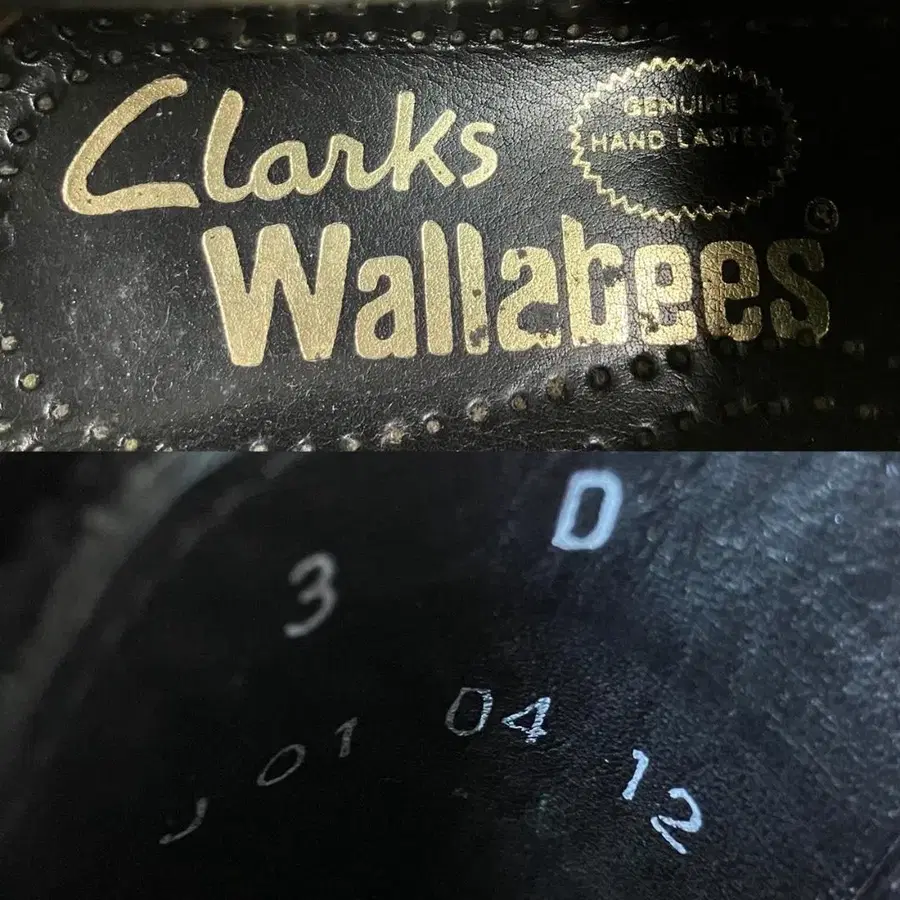 Clarks
GENUINE
HAND LASTED
Wallabees®
D
3
J 01 04 12